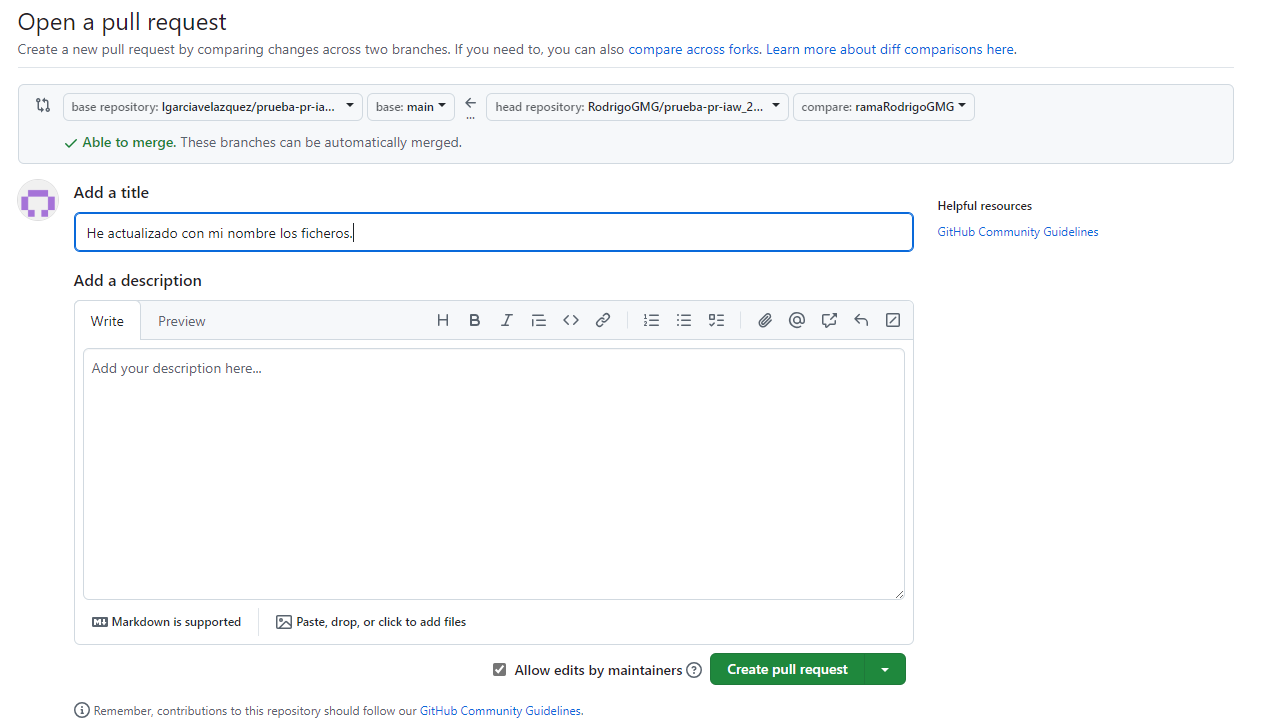 Open a pull request
Create a new pull request by comparing changes across two branches. If you need to, you can also compare across forks. Learn more about diff comparisons here.
base repository: lgarciavelazquez/prueba-pr-ia... base: main ... head repository: RodrigoGMG/prueba-pr-iaw_2... compare: ramaRodrigoGMG
Able to merge. These branches can be automatically merged.
Add a title
He actualizado con mi nombre los ficheros.
Helpful resources
GitHub Community Guidelines
Add a description
Write Preview
Add your description here...
Markdown is supported Paste, drop, or click to add files
Allow edits by maintainers Create pull request
Remember, contributions to this repository should follow our GitHub Community Guidelines.